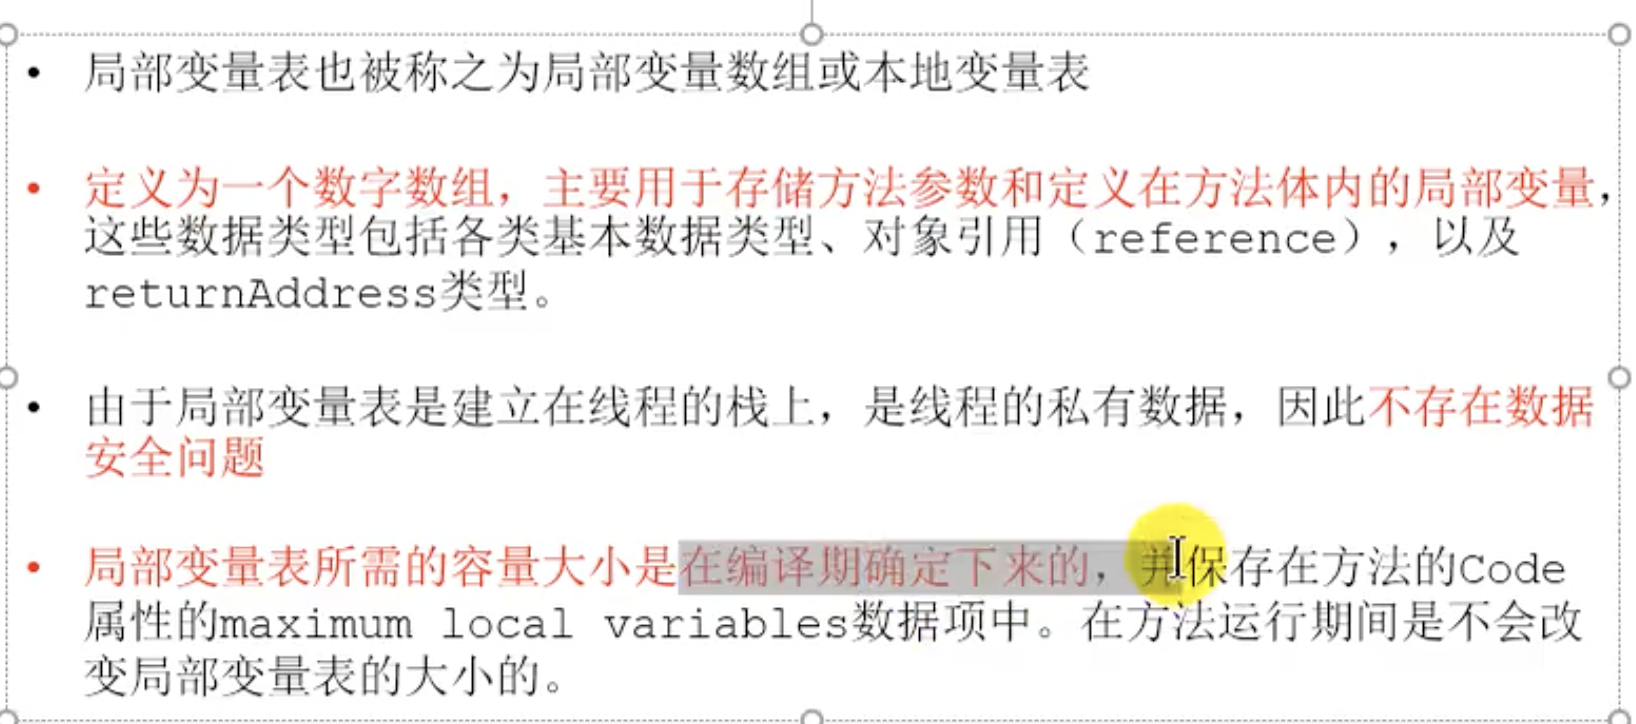 • 局部变量表也被称之为局部变量数组或本地变量表
• 定义为一个数字数组，主要用于存储方法参数和定义在方法体内的局部变量，
这些数据类型包括各类基本数据类型、对象引用（reference），以及
returnAddress类型。
• 由于局部变量表是建立在线程的栈上，是线程的私有数据，因此不存在数据
安全问题
• 局部变量表所需的容量大小是在编译期确定下来的，并保存在方法的Code
属性的maximum local variables数据项中。在方法运行期间是不会改
变局部变量表的大小的。